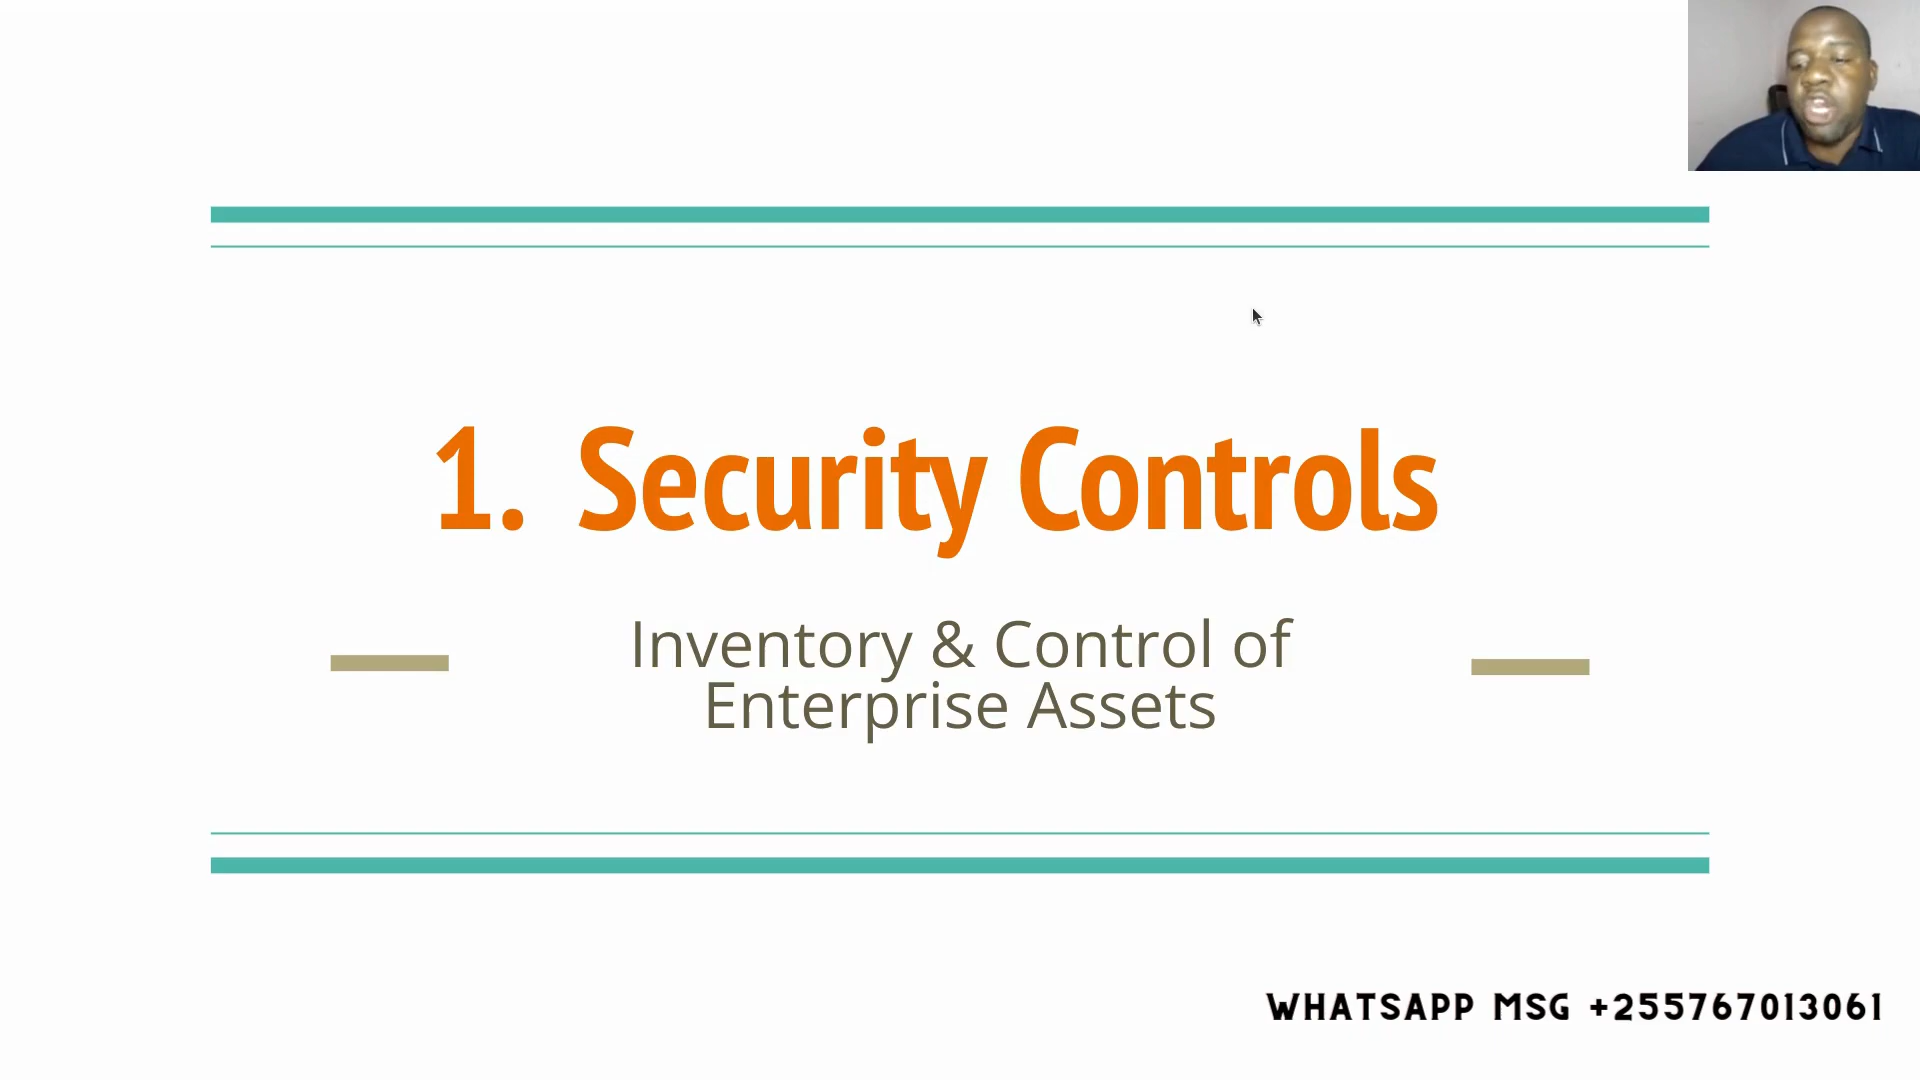 1. Security Controls
Inventory & Control of
Enterprise Assets
WHATSAPP MSG +255767013061